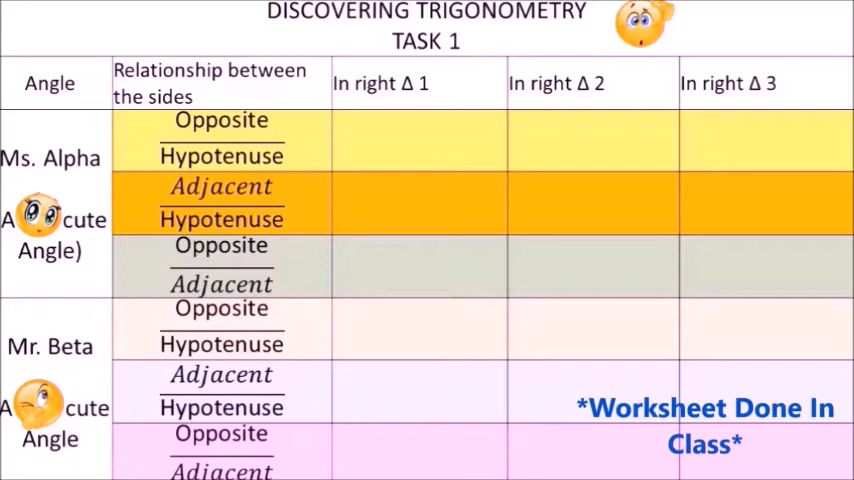 DISCOVERING TRIGONOMETRY
TASK 1
Angle
Relationship between
the sides
In right Δ 1
In right Δ 2
In right Δ 3
Ms. Alpha
A cute
Angle)
Opposite
Hypotenuse
Adjacent
Hypotenuse
Opposite
Adjacent
Mr. Beta
A cute
Angle
Opposite
Hypotenuse
Adjacent
Hypotenuse
Opposite
Adjacent
*Worksheet Done In
Class*